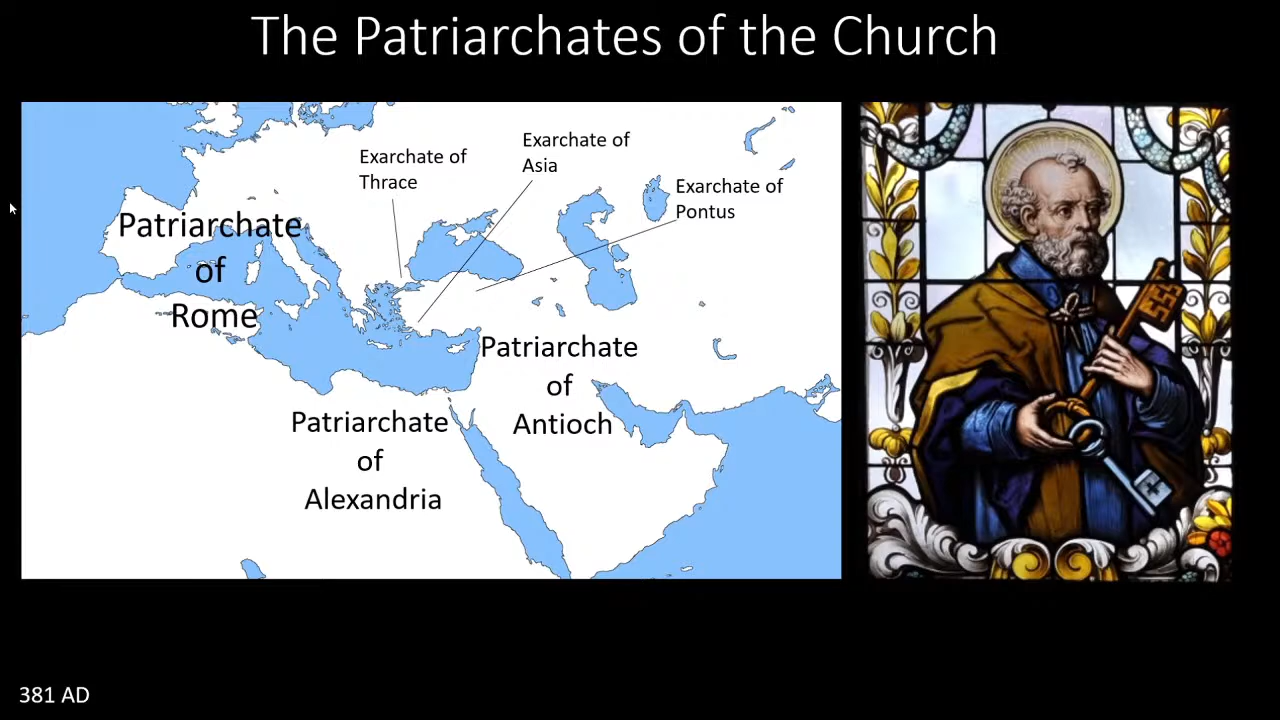 The Patriarchates of the Church
Exarchate of
Thrace
Exarchate of
Asia
Exarchate of
Pontus
Patriarchate
of
Rome
Patriarchate
of
Antioch
Patriarchate
of
Alexandria
381 AD